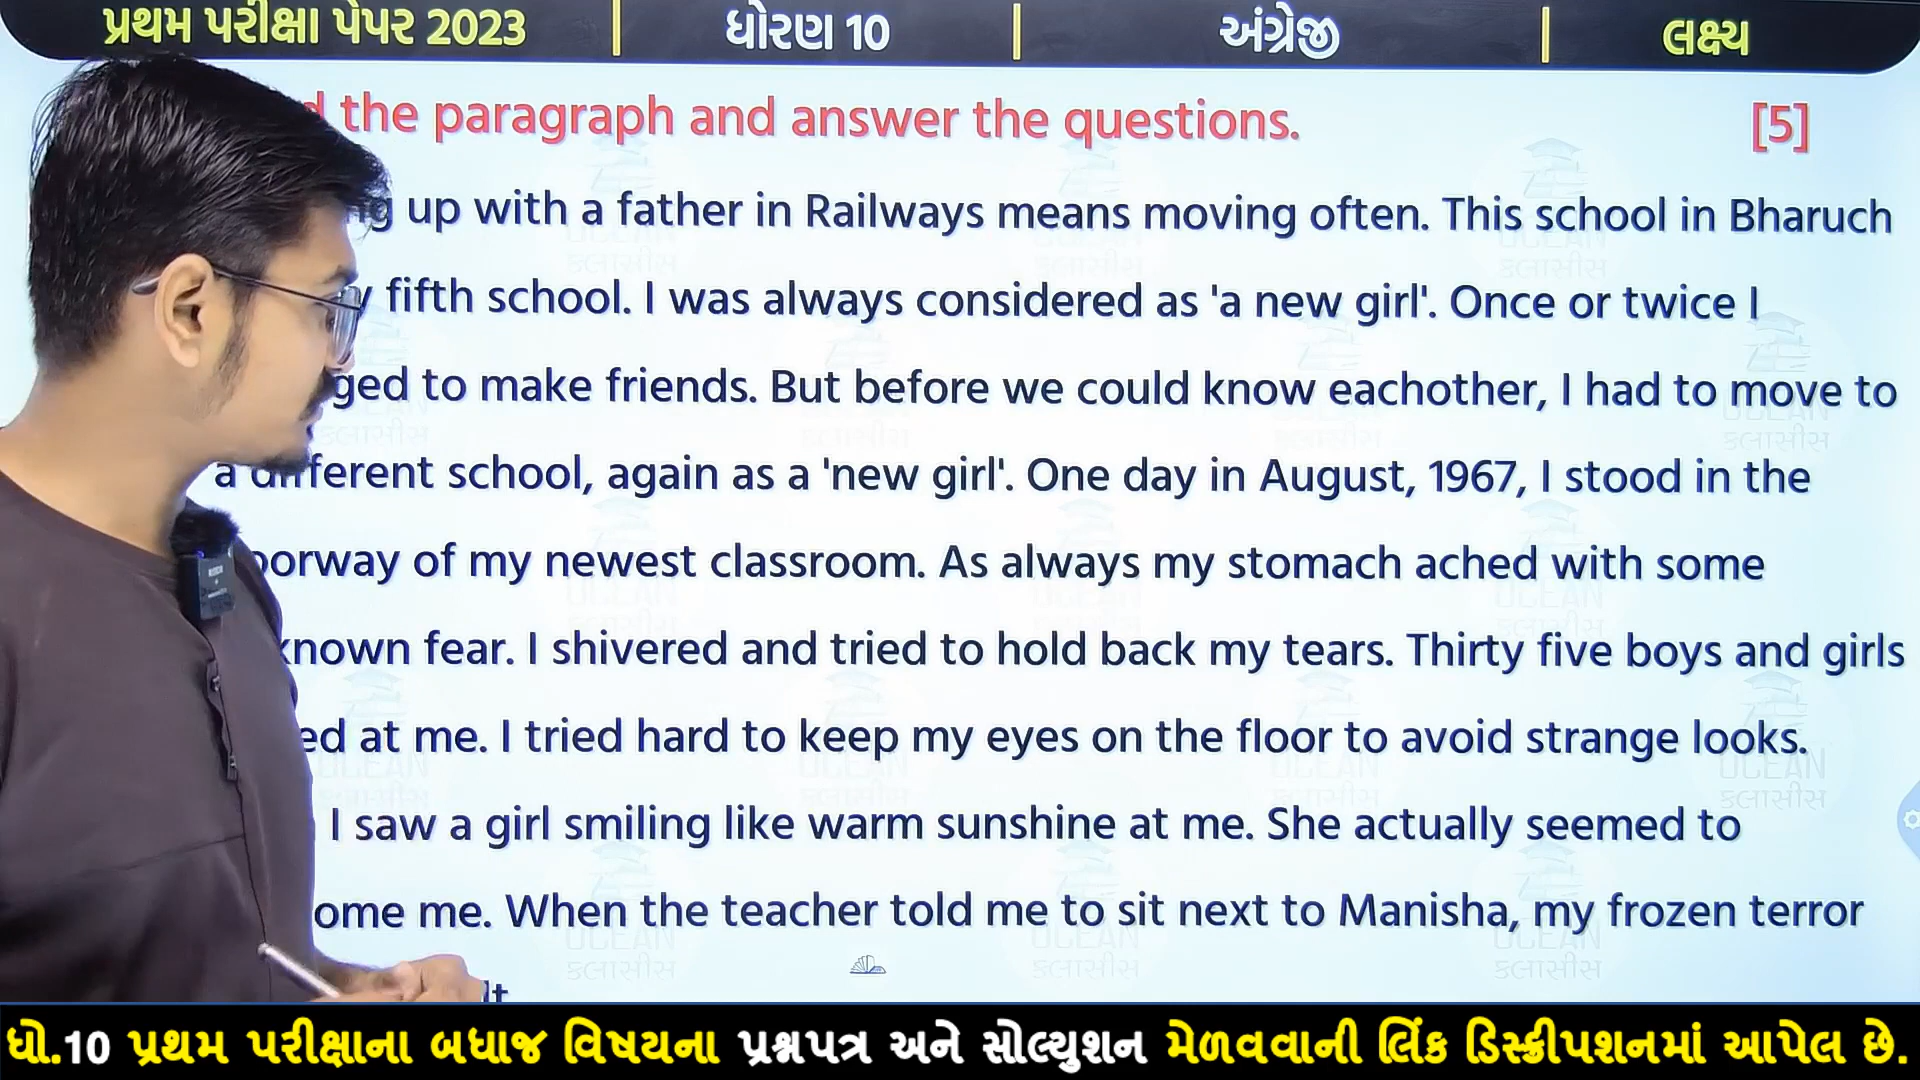 પ્રથમ પરીક્ષા પેપર 2023 | ધોરણ 10 | અંગ્રેજી | લક્ષ્ય
the paragraph and answer the questions. [5]
up with a father in Railways means moving often. This school in Bharuch
fifth school. I was always considered as 'a new girl'. Once or twice I
ged to make friends. But before we could know eachother, I had to move to
a different school, again as a 'new girl'. One day in August, 1967, I stood in the
oorway of my newest classroom. As always my stomach ached with some
known fear. I shivered and tried to hold back my tears. Thirty five boys and girls
ed at me. I tried hard to keep my eyes on the floor to avoid strange looks.
I saw a girl smiling like warm sunshine at me. She actually seemed to
ome me. When the teacher told me to sit next to Manisha, my frozen terror
lt
OCEAN
ક્લાસીસ
ધો.10 પ્રથમ પરીક્ષાના બધાજ વિષયના પ્રશ્નપત્ર અને સોલ્યુશન મેળવવાની લિંક ડિસ્ક્રીપશનમાં આપેલ છે.